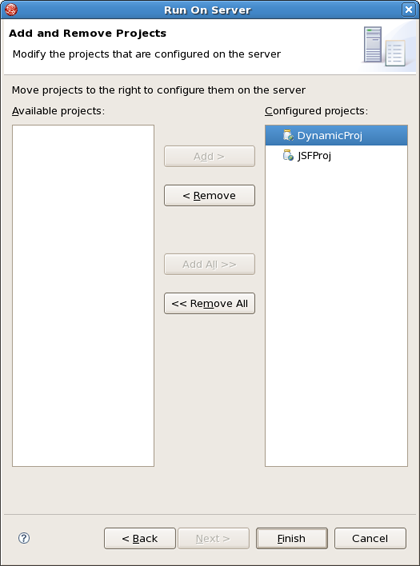 Run On Server
Add and Remove Projects
Modify the projects that are configured on the server
Move projects to the right to configure them on the server
Available projects:
Configured projects:
DynamicProj
JSFProj
Add >
< Remove
Add All >>
<< Remove All
?
< Back
Next >
Finish
Cancel